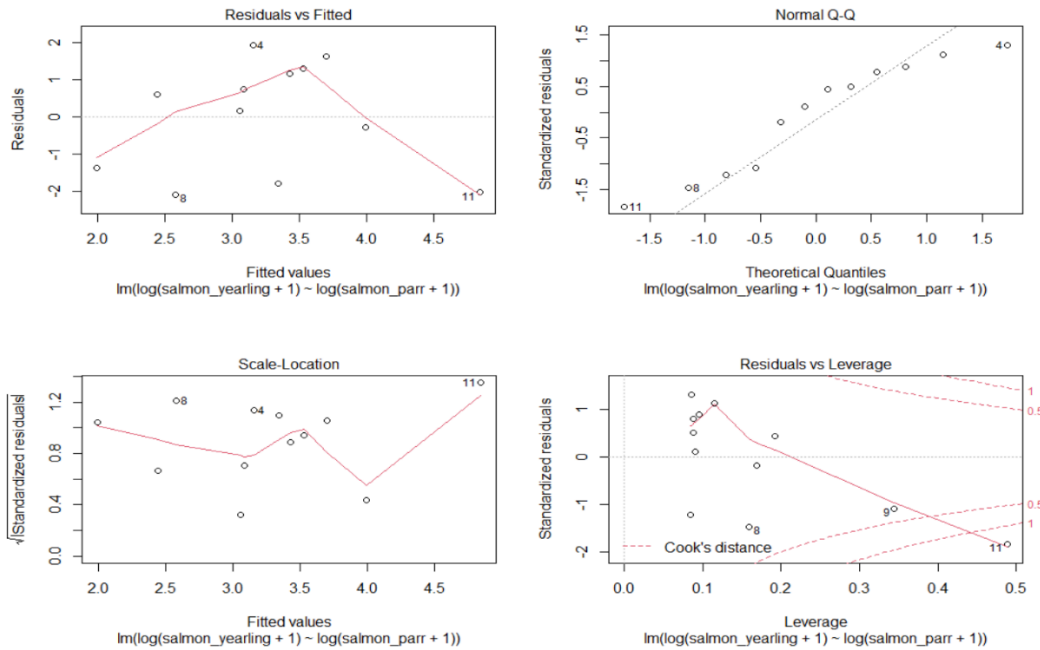 Residuals vs Fitted
Residuals
2
1
0
-1
-2
4
8
11
2.0 2.5 3.0 3.5 4.0 4.5
Fitted values
lm(log(salmon_yearling + 1) ~ log(salmon_parr + 1))
Normal Q-Q
Standardized residuals
1.5
0.5
-0.5
-1.5
4
8
11
-1.5 -1.0 -0.5 0.0 0.5 1.0 1.5
Theoretical Quantiles
lm(log(salmon_yearling + 1) ~ log(salmon_parr + 1))
Scale-Location
√|Standardized residuals|
1.2
0.8
0.4
0.0
8
4
11
2.0 2.5 3.0 3.5 4.0 4.5
Fitted values
lm(log(salmon_yearling + 1) ~ log(salmon_parr + 1))
Residuals vs Leverage
Standardized residuals
1
0
-1
-2
1
0.5
0.5
1
9
8
11
Cook's distance
0.0 0.1 0.2 0.3 0.4 0.5
Leverage
lm(log(salmon_yearling + 1) ~ log(salmon_parr + 1))